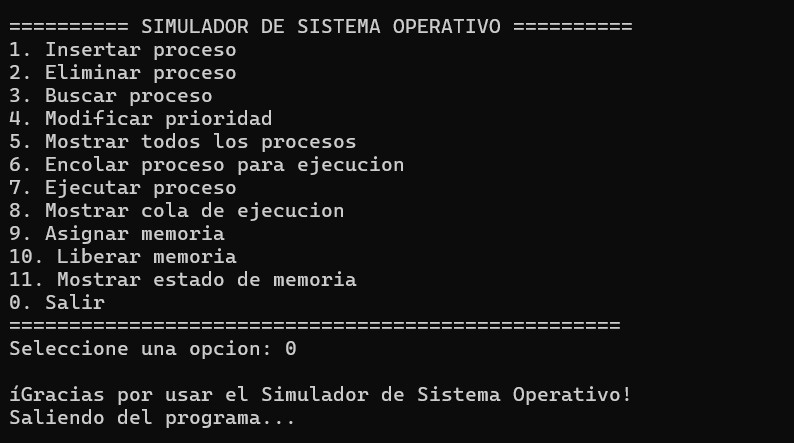 ========== SIMULADOR DE SISTEMA OPERATIVO ==========
1. Insertar proceso
2. Eliminar proceso
3. Buscar proceso
4. Modificar prioridad
5. Mostrar todos los procesos
6. Encolar proceso para ejecucion
7. Ejecutar proceso
8. Mostrar cola de ejecucion
9. Asignar memoria
10. Liberar memoria
11. Mostrar estado de memoria
0. Salir
===================================================
Seleccione una opcion: 0
íGracias por usar el Simulador de Sistema Operativo!
Saliendo del programa...